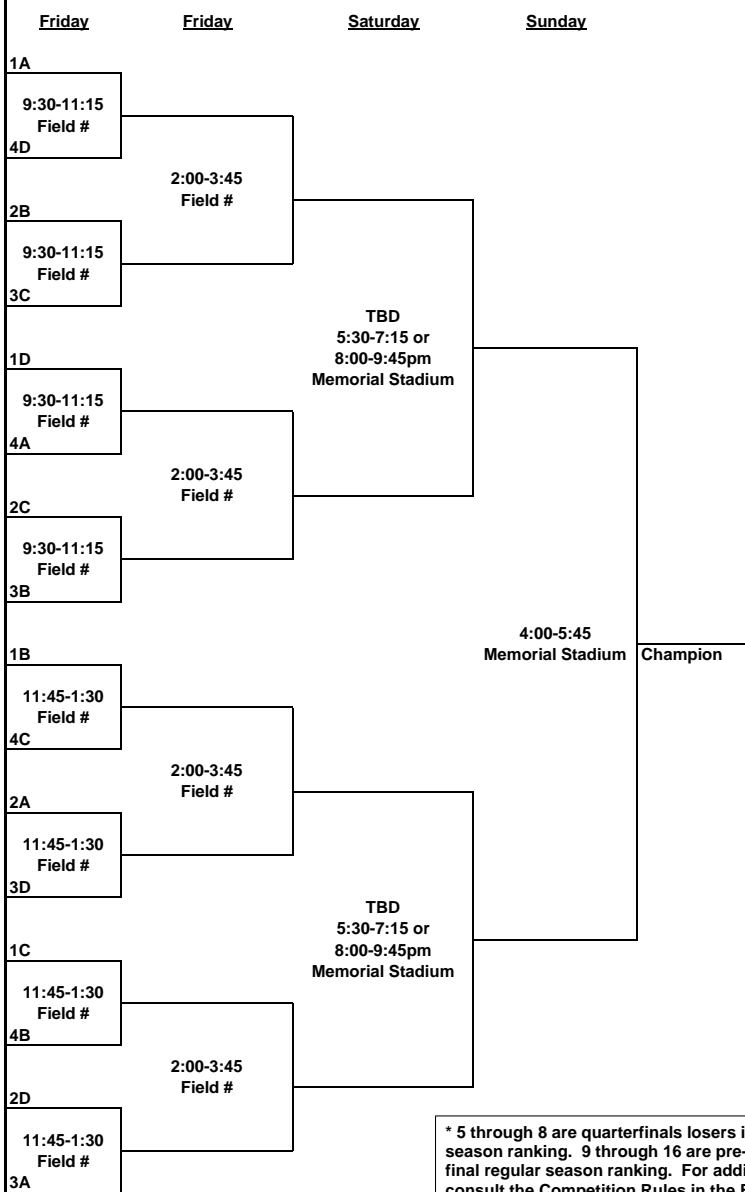 Friday
Friday
Saturday
Sunday
1A
9:30-11:15
Field #
4D
2:00-3:45
Field #
2B
9:30-11:15
Field #
3C
TBD
5:30-7:15 or
8:00-9:45pm
Memorial Stadium
1D
9:30-11:15
Field #
4A
2:00-3:45
Field #
2C
9:30-11:15
Field #
3B
4:00-5:45
Memorial Stadium
Champion
1B
11:45-1:30
Field #
4C
2:00-3:45
Field #
2A
11:45-1:30
Field #
3D
TBD
5:30-7:15 or
8:00-9:45pm
Memorial Stadium
1C
11:45-1:30
Field #
4B
2:00-3:45
Field #
2D
11:45-1:30
Field #
3A
* 5 through 8 are quarterfinals losers
season ranking. 9 through 16 are pre-
final regular season ranking. For
consult the Competition Rules in the